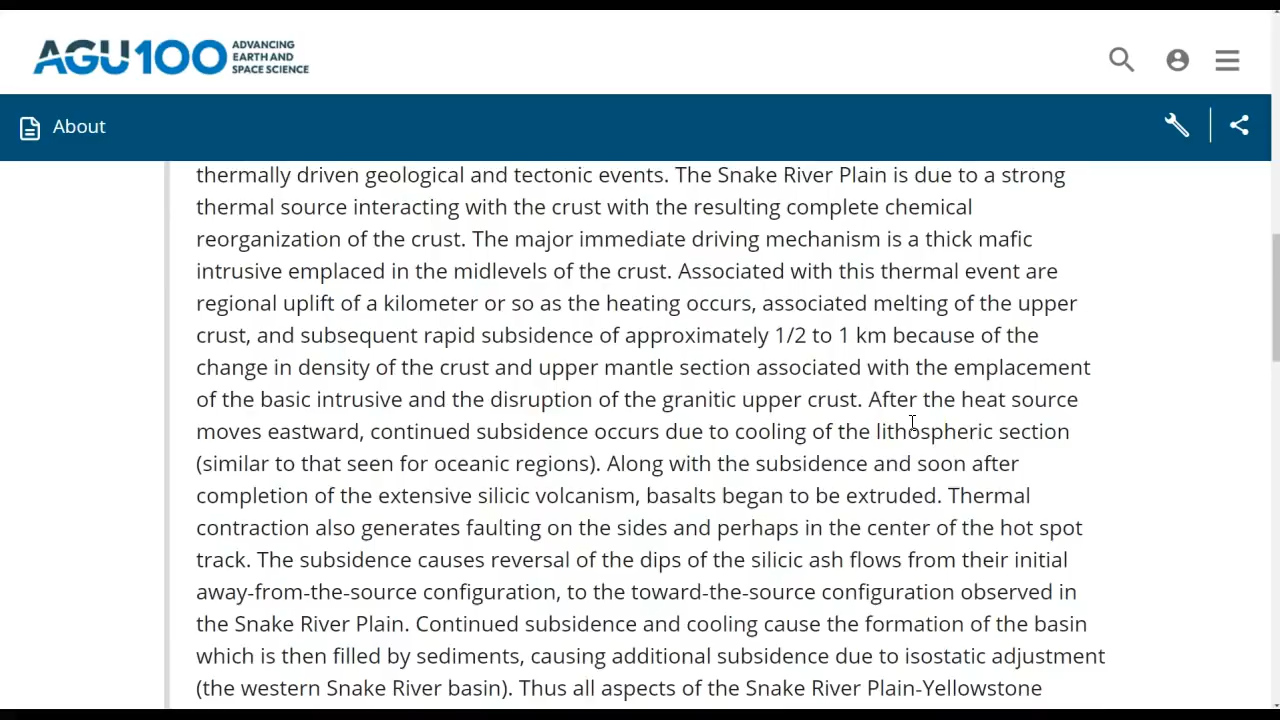 AGU100 ADVANCING
EARTH AND
SPACE SCIENCE
About
thermally driven geological and tectonic events. The Snake River Plain is due to a strong
thermal source interacting with the crust with the resulting complete chemical
reorganization of the crust. The major immediate driving mechanism is a thick mafic
intrusive emplaced in the midlevels of the crust. Associated with this thermal event are
regional uplift of a kilometer or so as the heating occurs, associated melting of the upper
crust, and subsequent rapid subsidence of approximately 1/2 to 1 km because of the
change in density of the crust and upper mantle section associated with the emplacement
of the basic intrusive and the disruption of the granitic upper crust. After the heat source
moves eastward, continued subsidence occurs due to cooling of the lithospheric section
(similar to that seen for oceanic regions). Along with the subsidence and soon after
completion of the extensive silicic volcanism, basalts began to be extruded. Thermal
contraction also generates faulting on the sides and perhaps in the center of the hot spot
track. The subsidence causes reversal of the dips of the silicic ash flows from their initial
away-from-the-source configuration, to the toward-the-source configuration observed in
the Snake River Plain. Continued subsidence and cooling cause the formation of the basin
which is then filled by sediments, causing additional subsidence due to isostatic adjustment
(the western Snake River basin). Thus all aspects of the Snake River Plain-Yellowstone